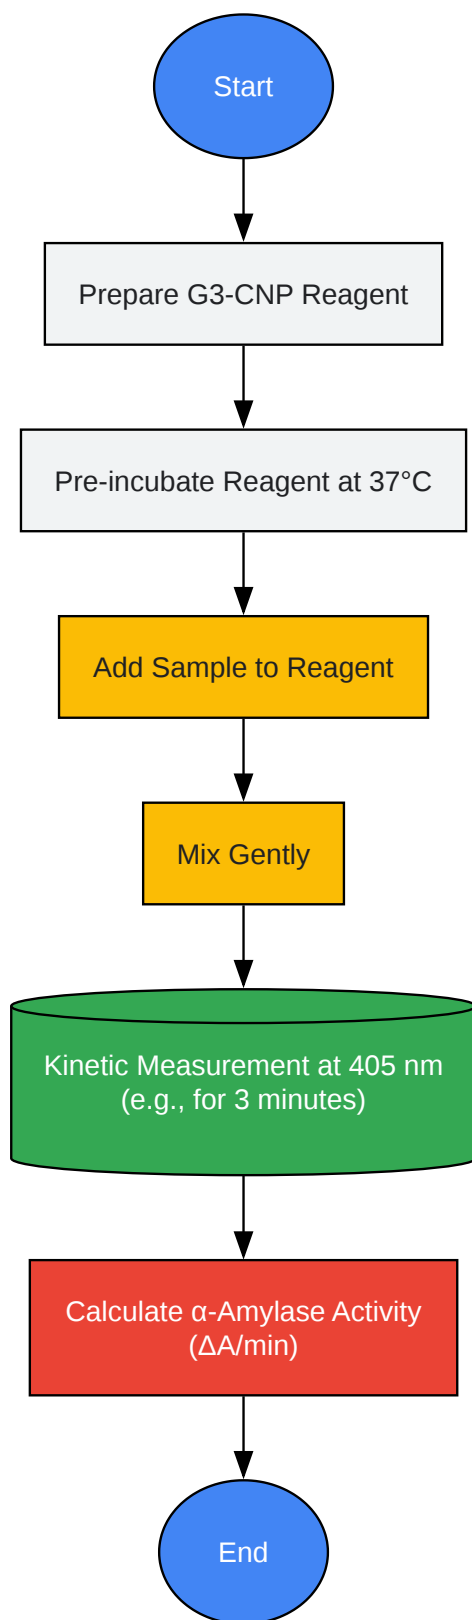 Start
Prepare G3-CNP Reagent
Pre-incubate Reagent at 37°C
Add Sample to Reagent
Mix Gently
Kinetic Measurement at 405 nm
(e.g., for 3 minutes)
Calculate α-Amylase Activity
(ΔA/min)
End